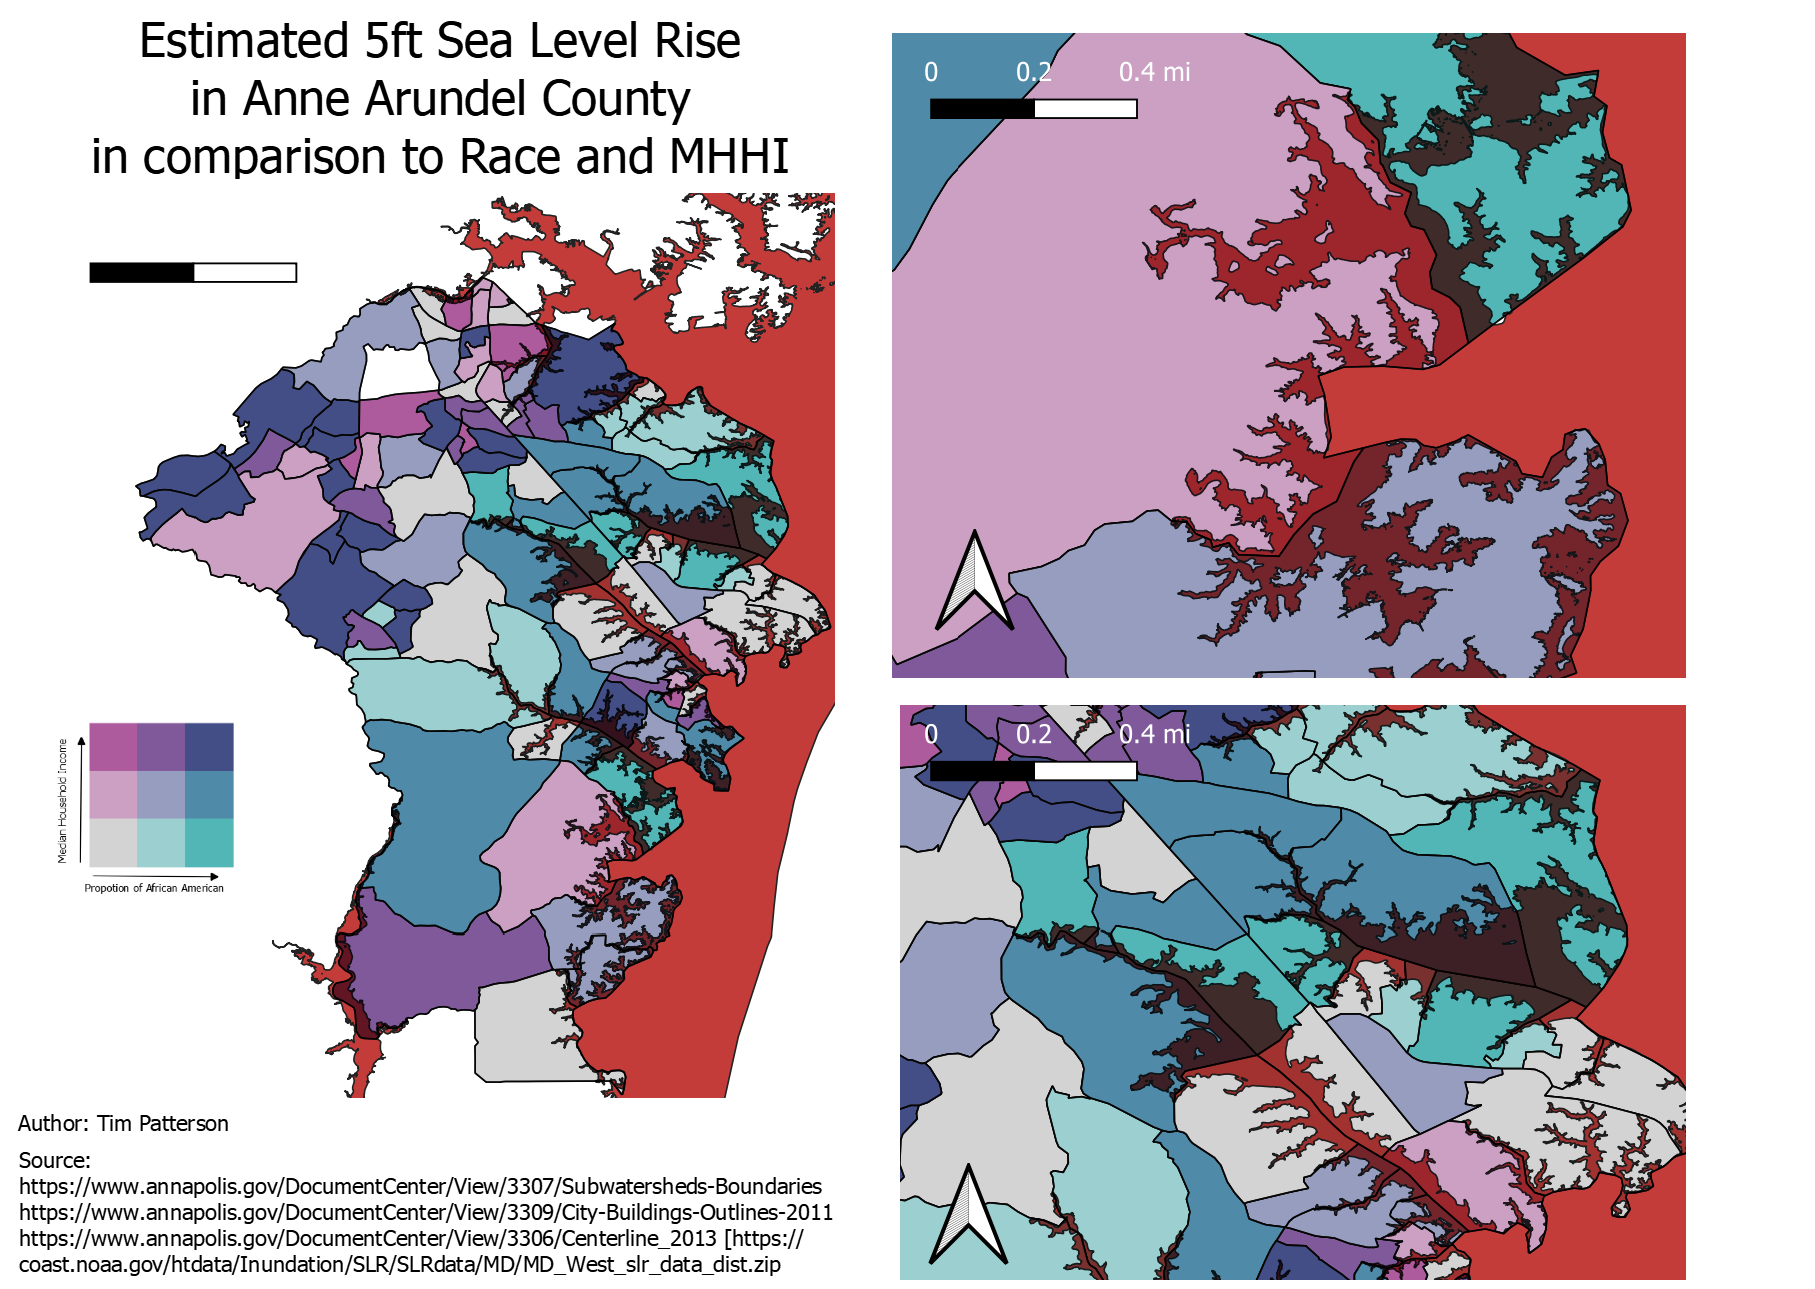 Estimated 5ft Sea Level Rise
in Anne Arundel County
in comparison to Race and MHHI
0 0.2 0.4 mi
0 0.2 0.4 mi
Median Household Income
Propotion of African American
Author: Tim Patterson
Source:
https://www.annapolis.gov/DocumentCenter/View/3307/Subwatersheds-Boundaries
https://www.annapolis.gov/DocumentCenter/View/3309/City-Buildings-Outlines-2011
https://www.annapolis.gov/DocumentCenter/View/3306/Centerline_2013 [https://
coast.noaa.gov/htdata/Inundation/SLR/SLRdata/MD/MD_West_slr_data_dist.zip